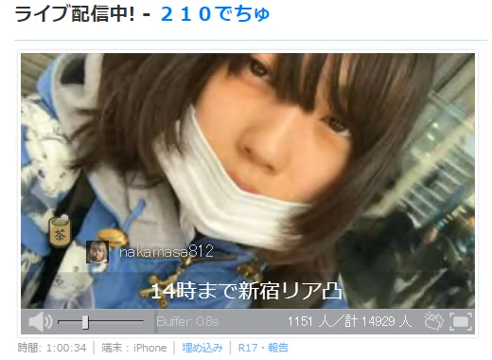 ライブ配信中! - ２１０でちゅ
茶
nakamasa812
14時まで新宿リア凸
Buffer: 0.8s 1151 人／計 14929 人
時間: 1:00:34 | 端末：iPhone | 埋め込み | R17・報告